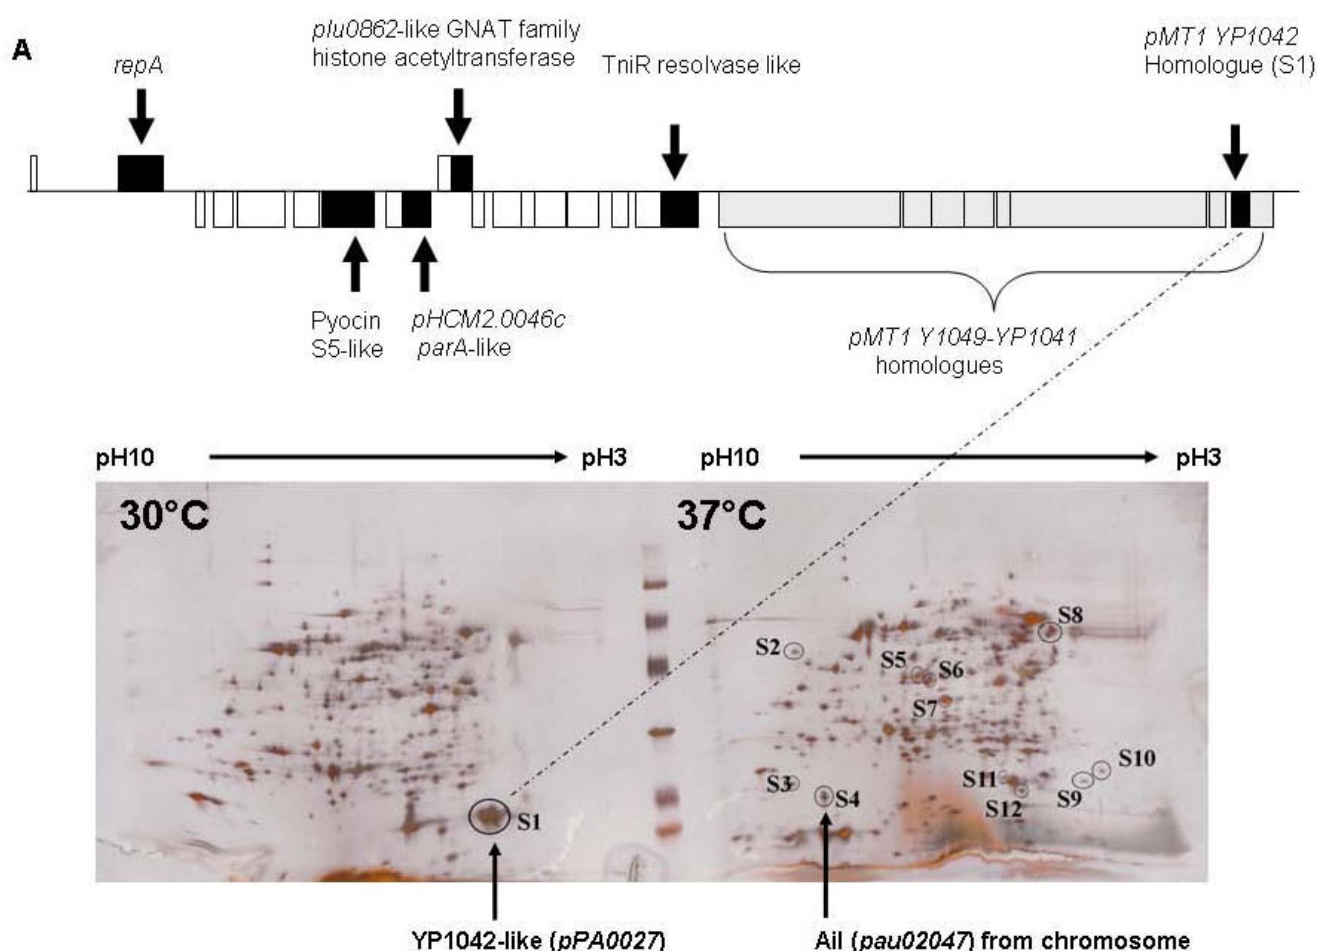 A
repA
plu0862-like GNAT family
histone acetyltransferase
TniR resolvase like
pMT1 YP1042
Homologue (S1)
Pyocin
S5-like
pHCM2.0046c
parA-like
pMT1 Y1049-YP1041
homologues
pH10
pH3
pH10
pH3
30°C
37°C
S1
S2
S3
S4
S5
S6
S7
S8
S9
S10
S11
S12
YP1042-like (pPA0027)
Ail (pau02047) from chromosome